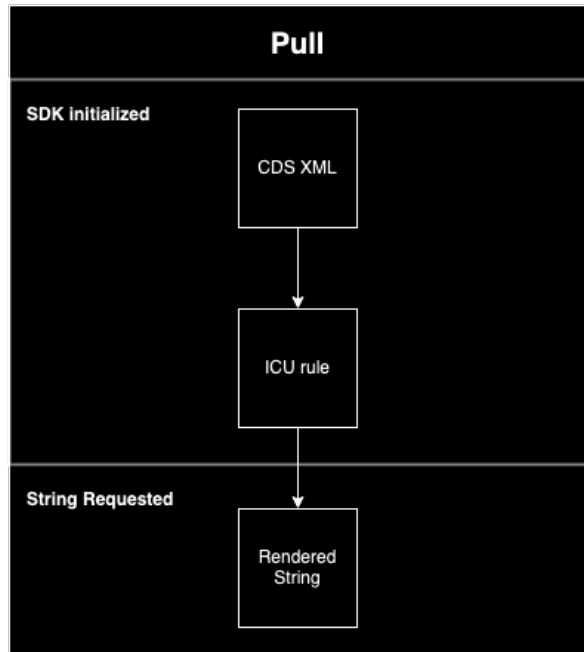 Pull
SDK initialized
CDS XML
ICU rule
String Requested
Rendered
String